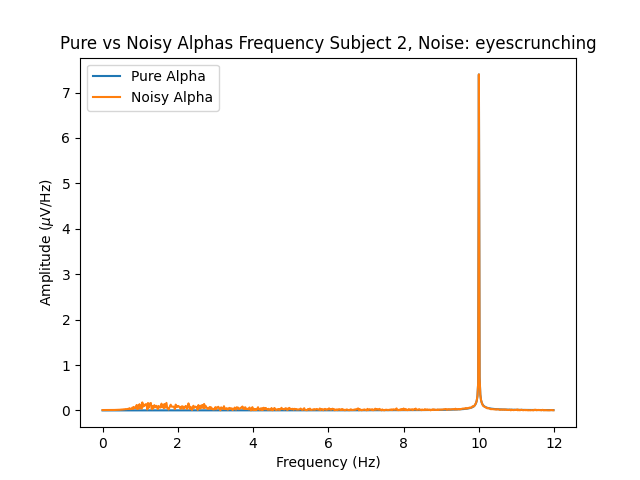 Pure vs Noisy Alphas Frequency Subject 2, Noise: eyescrunching
Pure Alpha
Noisy Alpha
Amplitude (μV/Hz)
7
6
5
4
3
2
1
0
0 2 4 6 8 10 12
Frequency (Hz)